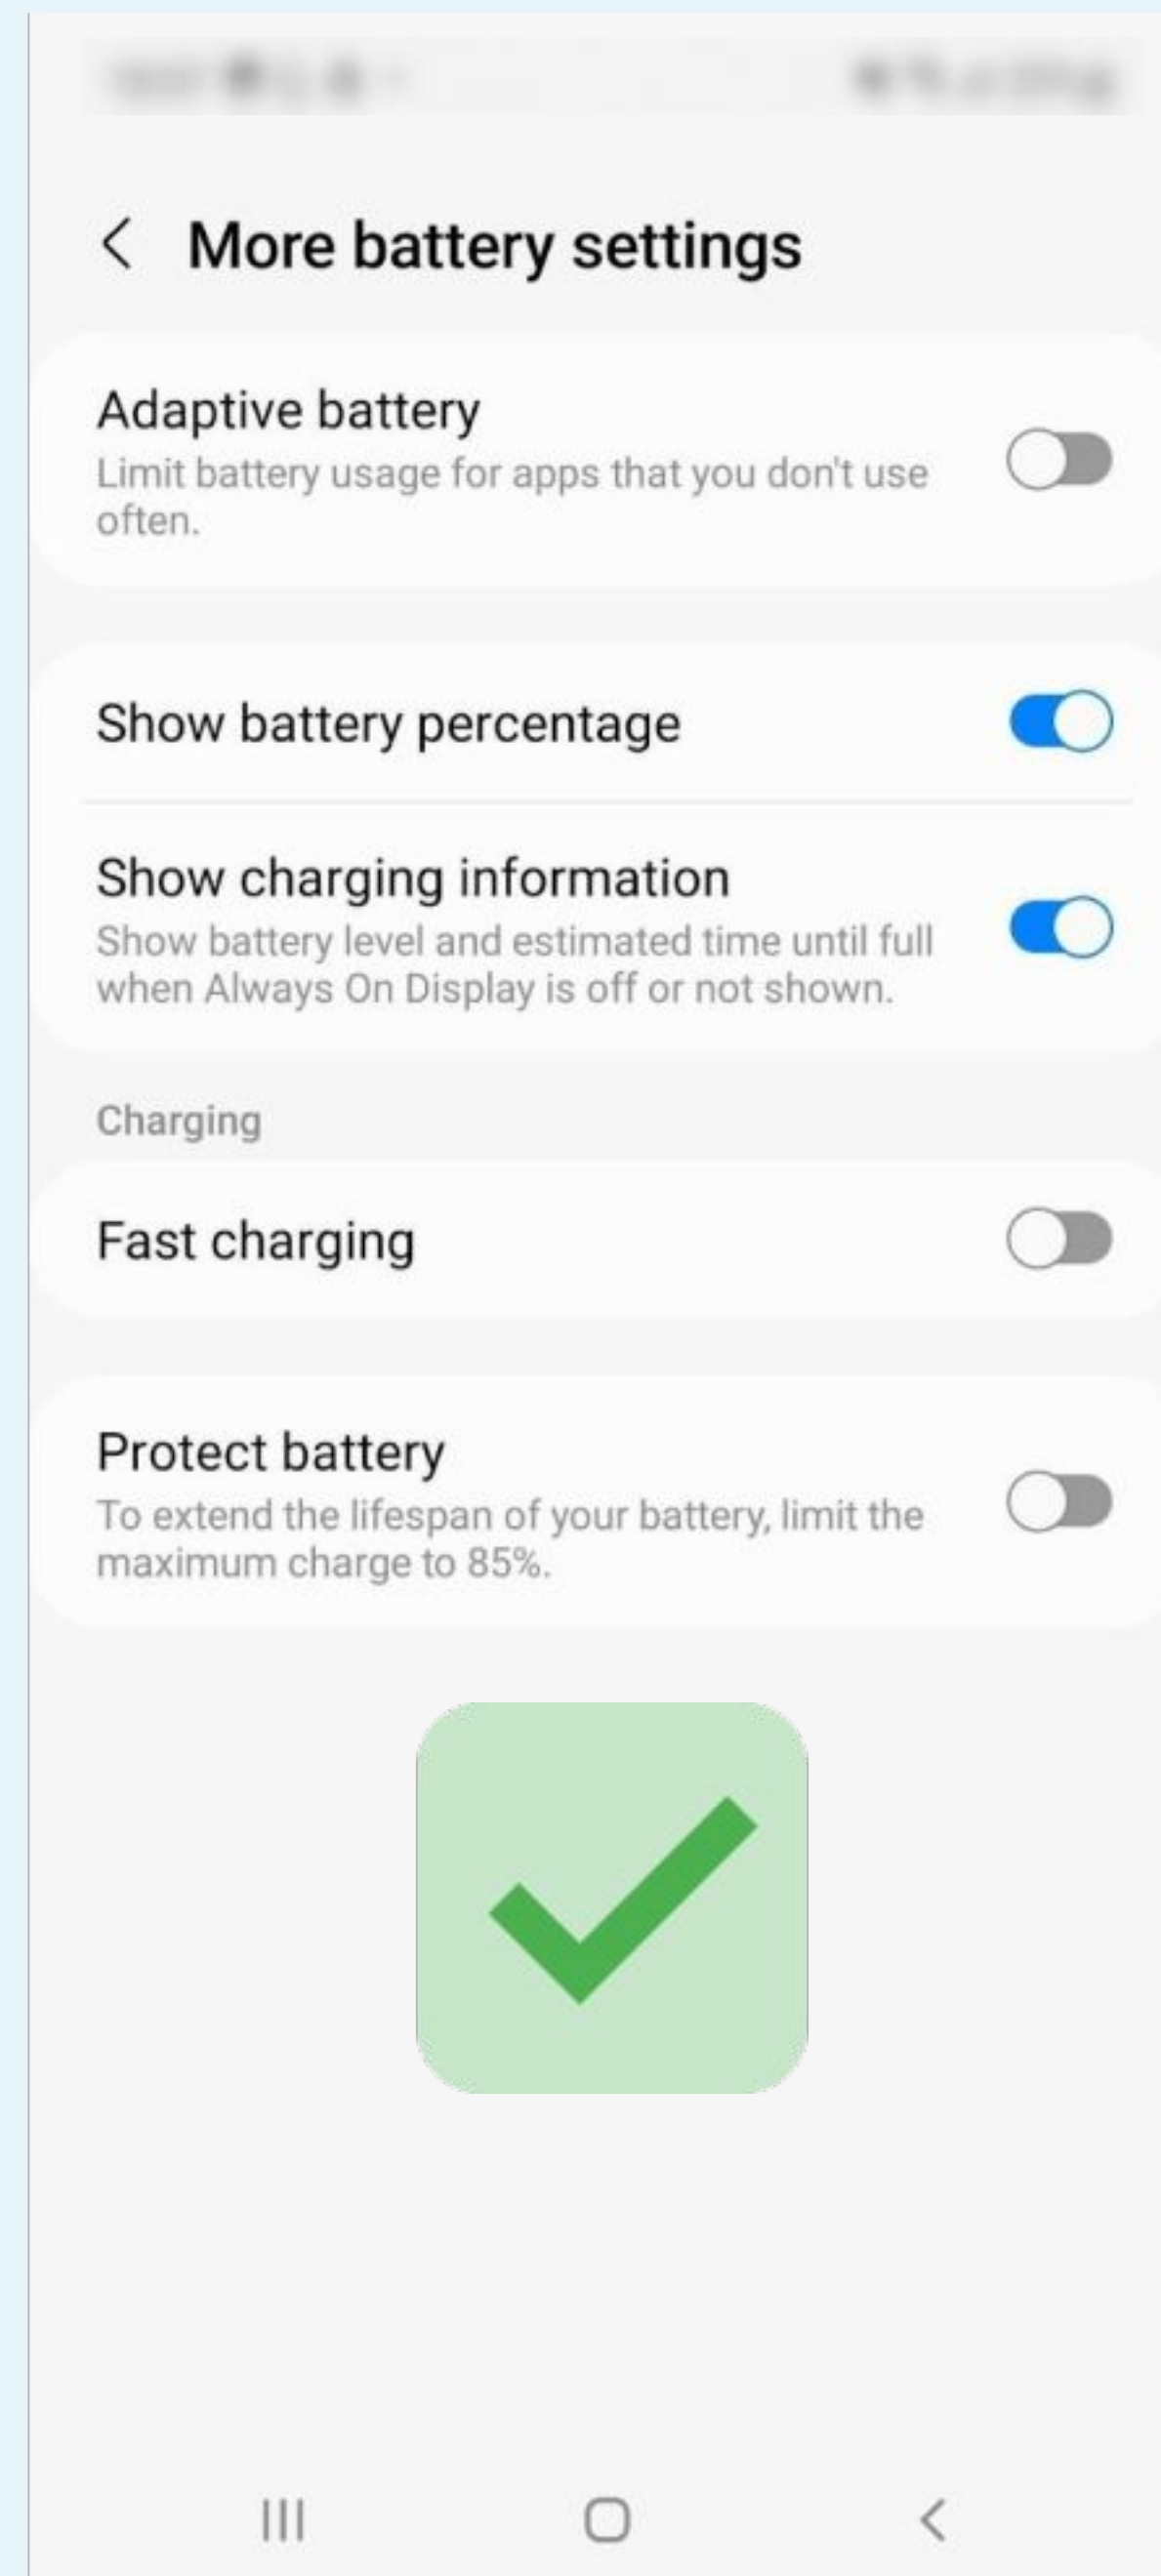 More battery settings
Adaptive battery
Limit battery usage for apps that you don't use
often.
Show battery percentage
Show charging information
Show battery level and estimated time until full
when Always On Display is off or not shown.
Charging
Fast charging
Protect battery
To extend the lifespan of your battery, limit the
maximum charge to 85%.